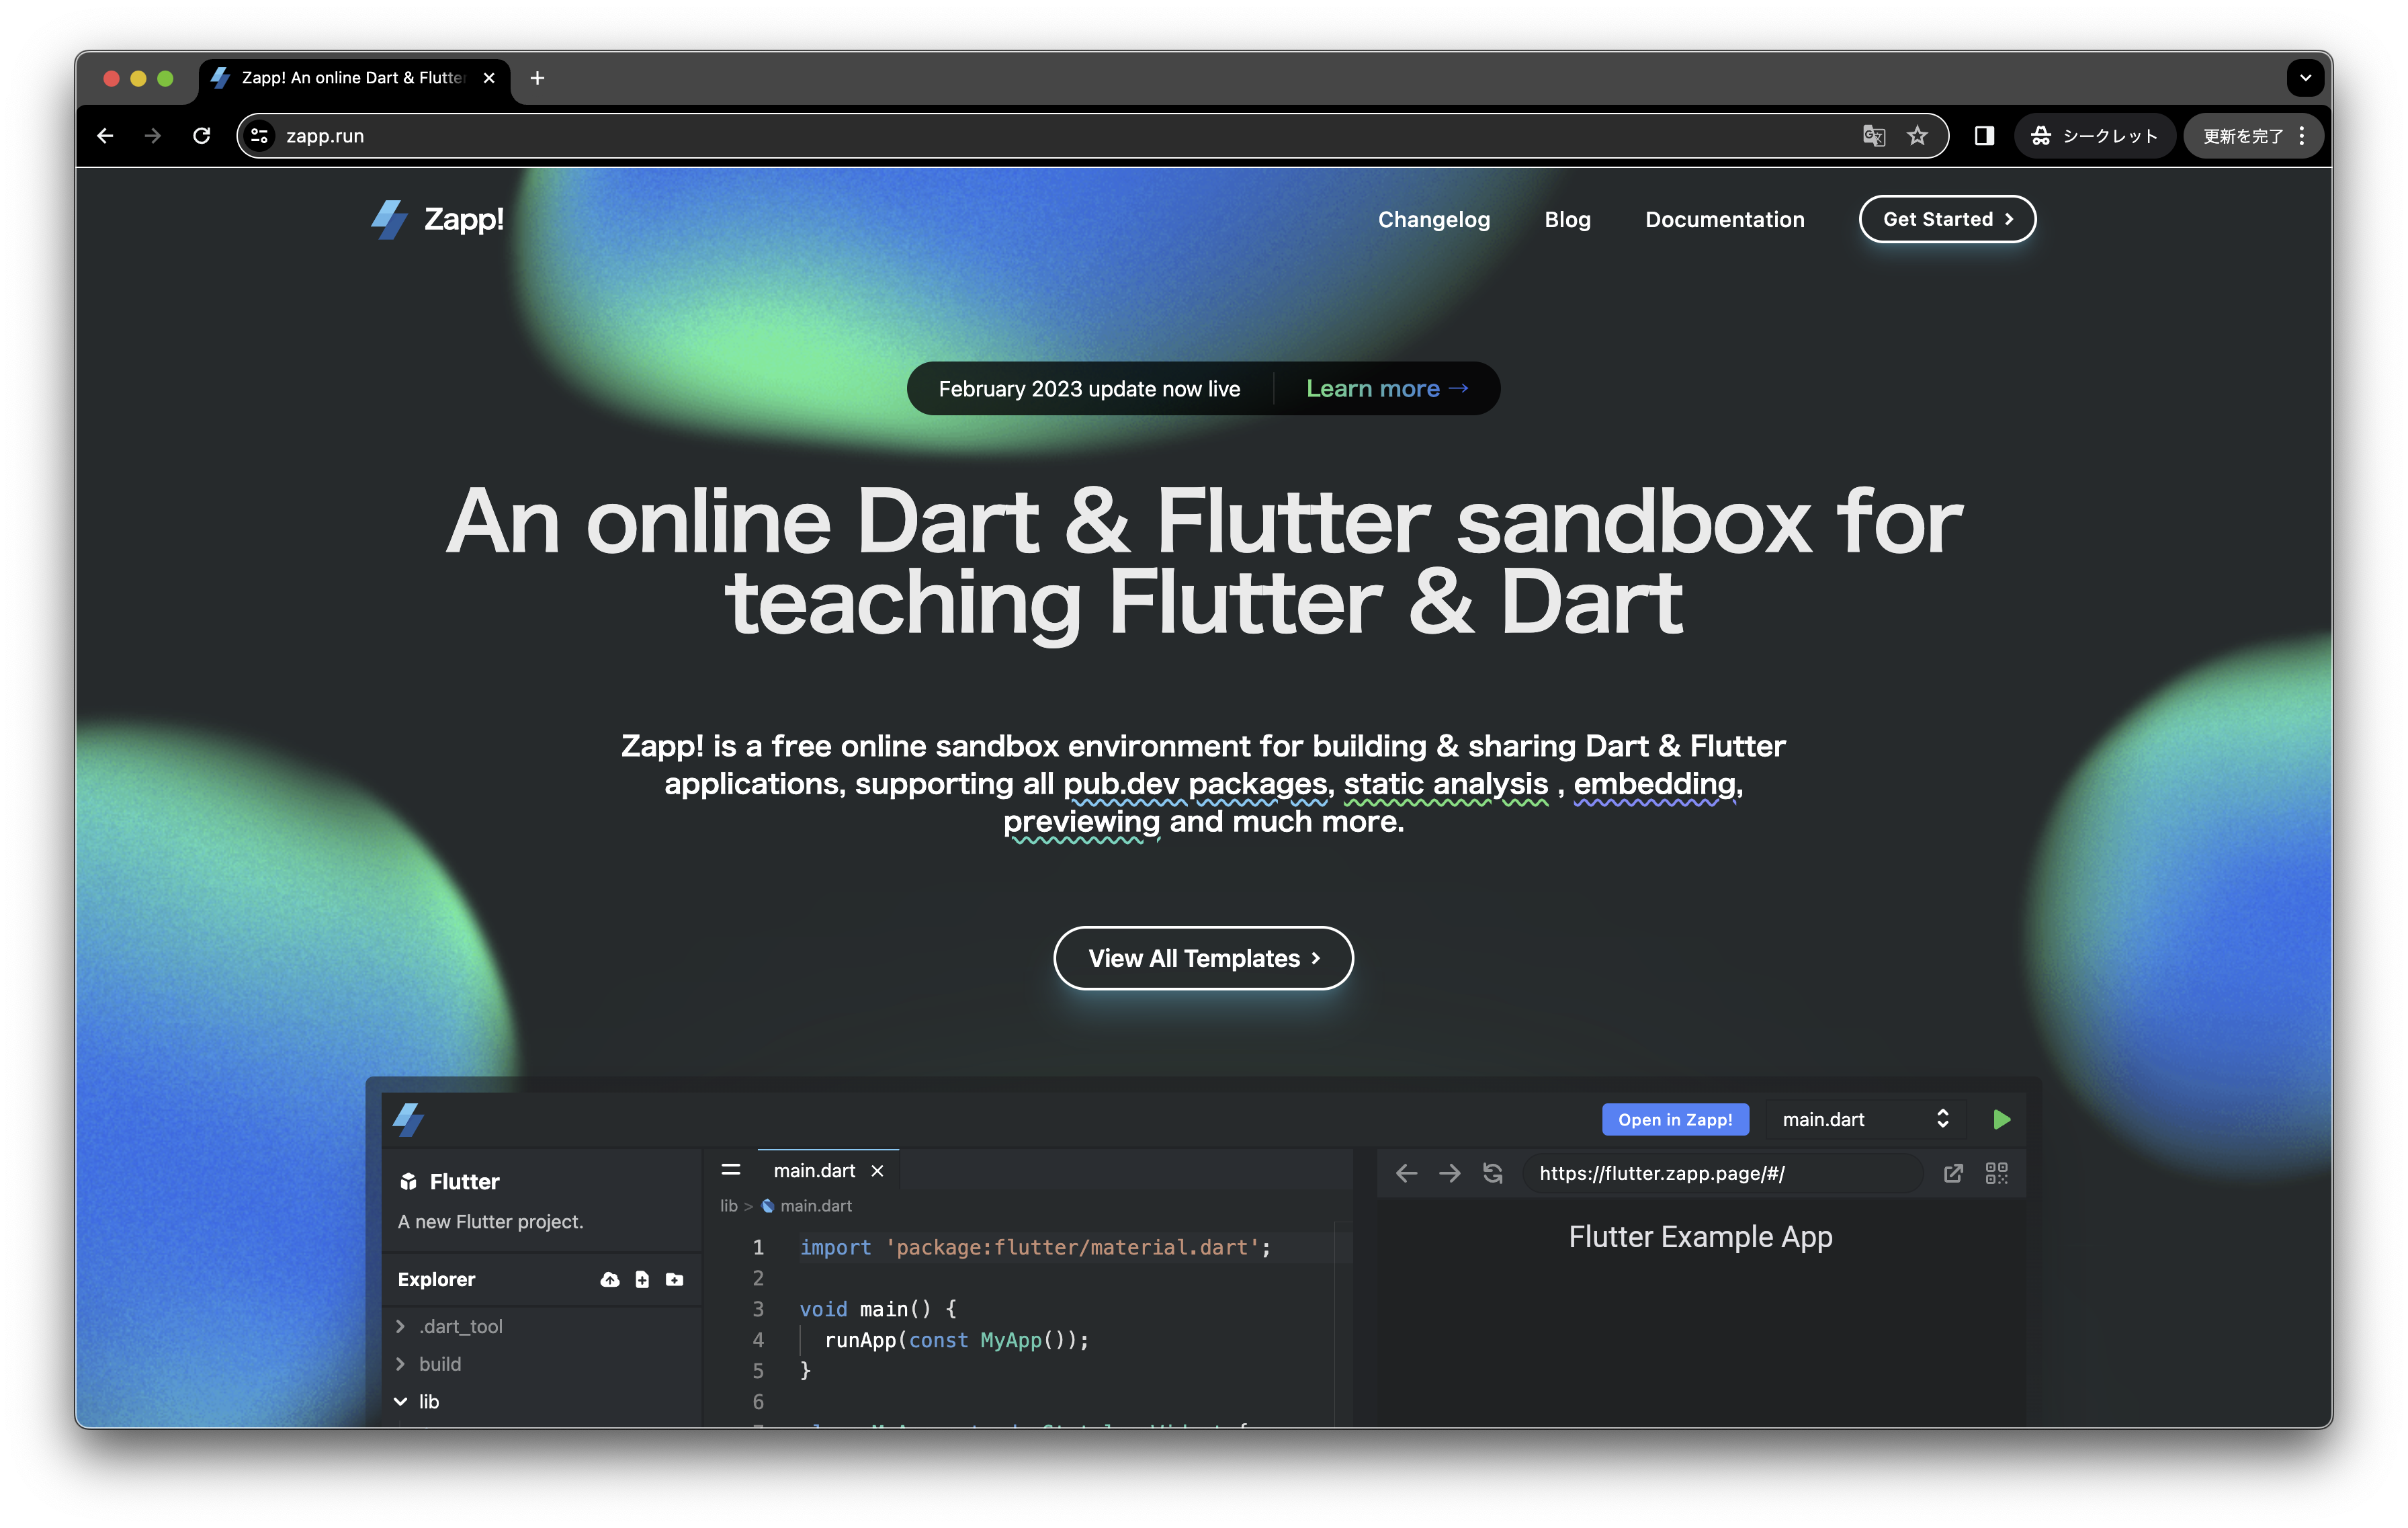 Zapp! An online Dart & Flutte
zapp.run
シークレット
更新を完了
Zapp!
Changelog
Blog
Documentation
Get Started
February 2023 update now live
Learn more →
An online Dart & Flutter sandbox for
teaching Flutter & Dart
Zapp! is a free online sandbox environment for building & sharing Dart & Flutter
applications, supporting all pub.dev packages, static analysis , embedding,
previewing and much more.
View All Templates
Open in Zapp!
main.dart
Flutter
A new Flutter project.
Explorer
.dart_tool
build
lib
main.dart
lib > main.dart
1 import 'package:flutter/material.dart';
2
3 void main() {
4 runApp(const MyApp());
5 }
6
https://flutter.zapp.page/#/
Flutter Example App